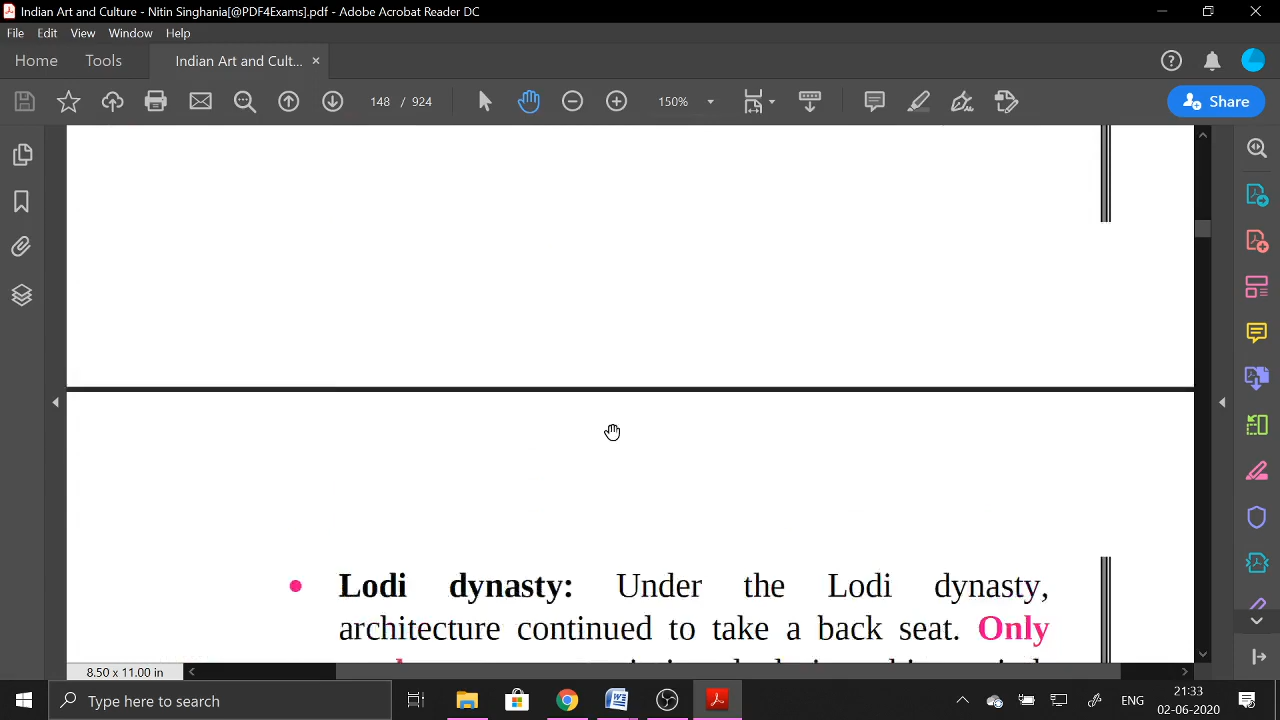 Indian Art and Culture - Nitin Singhania[@PDF4Exams].pdf - Adobe Acrobat Reader DC
File Edit View Window Help
Home Tools Indian Art and Cult... ×
148 / 924 150% Share
• Lodi dynasty: Under the Lodi dynasty,
architecture continued to take a back seat. Only
8.50 x 11.00 in
Type here to search
ENG
21:33
02-06-2020